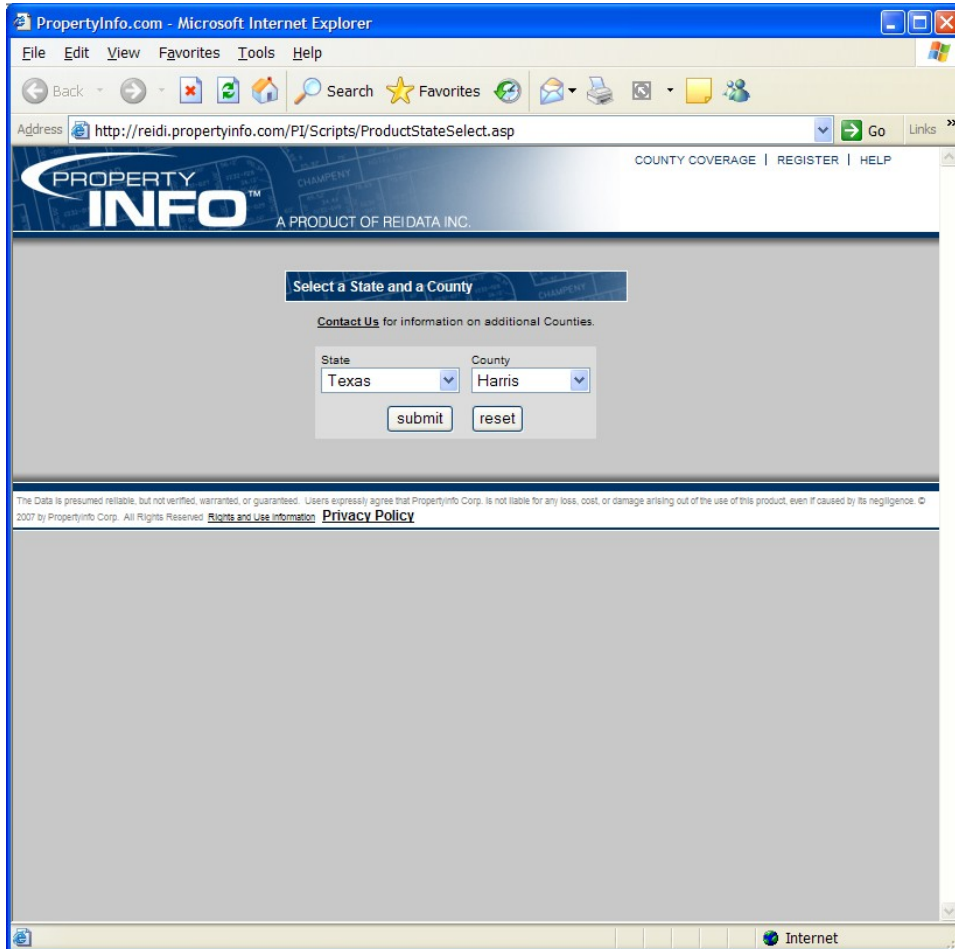 PropertyInfo.com - Microsoft Internet Explorer
File Edit View Favorites Tools Help
Back Search Favorites
Address http://reidi.propertyinfo.com/PI/Scripts/ProductStateSelect.asp Go Links »
COUNTY COVERAGE | REGISTER | HELP
PROPERTY
INFO™
A PRODUCT OF REI DATA INC.
Select a State and a County
Contact Us for information on additional Counties.
State County
Texas Harris
submit reset
The Data is presumed reliable, but not verified, warranted, or guaranteed. Users expressly agree that PropertyInfo Corp. is not liable for any loss, cost, or damage arising out of the use of this product, even if caused by its negligence. ©
2007 by PropertyInfo Corp. All Rights Reserved Rights and Use Information Privacy Policy
Internet